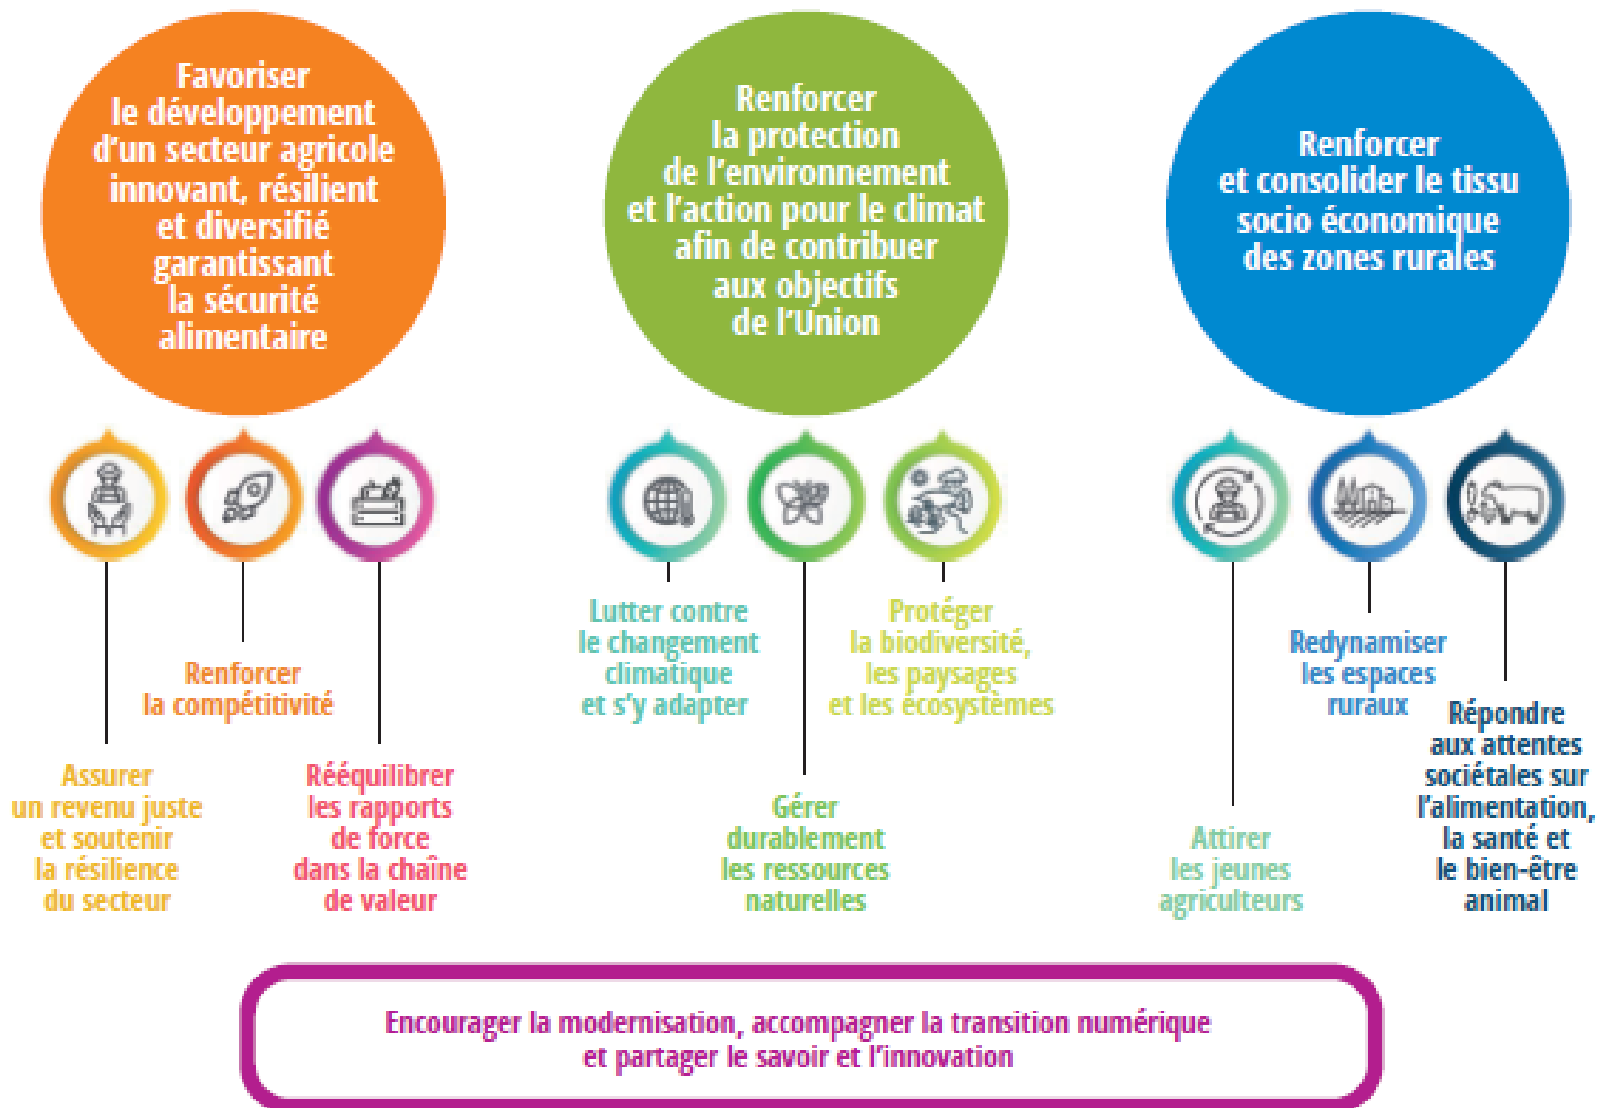 Favoriser
le développement
d'un secteur agricole
innovant, résilient
et diversifié
garantissant
la sécurité
alimentaire
Renforcer
la protection
de l'environnement
et l'action pour le climat
afin de contribuer
aux objectifs
de l'Union
Renforcer
et consolider le tissu
socio économique
des zones rurales
Assurer
un revenu juste
et soutenir
la résilience
du secteur
Renforcer
la compétitivité
Rééquilibrer
les rapports
de force
dans la chaîne
de valeur
Lutter contre
le changement
climatique
et s'y adapter
Gérer
durablement
les ressources
naturelles
Protéger
la biodiversité,
les paysages
et les écosystèmes
Attirer
les jeunes
agriculteurs
Redynamiser
les espaces
ruraux
Répondre
aux attentes
sociétales sur
l'alimentation,
la santé et
le bien-être
animal
Encourager la modernisation, accompagner la transition numérique
et partager le savoir et l'innovation